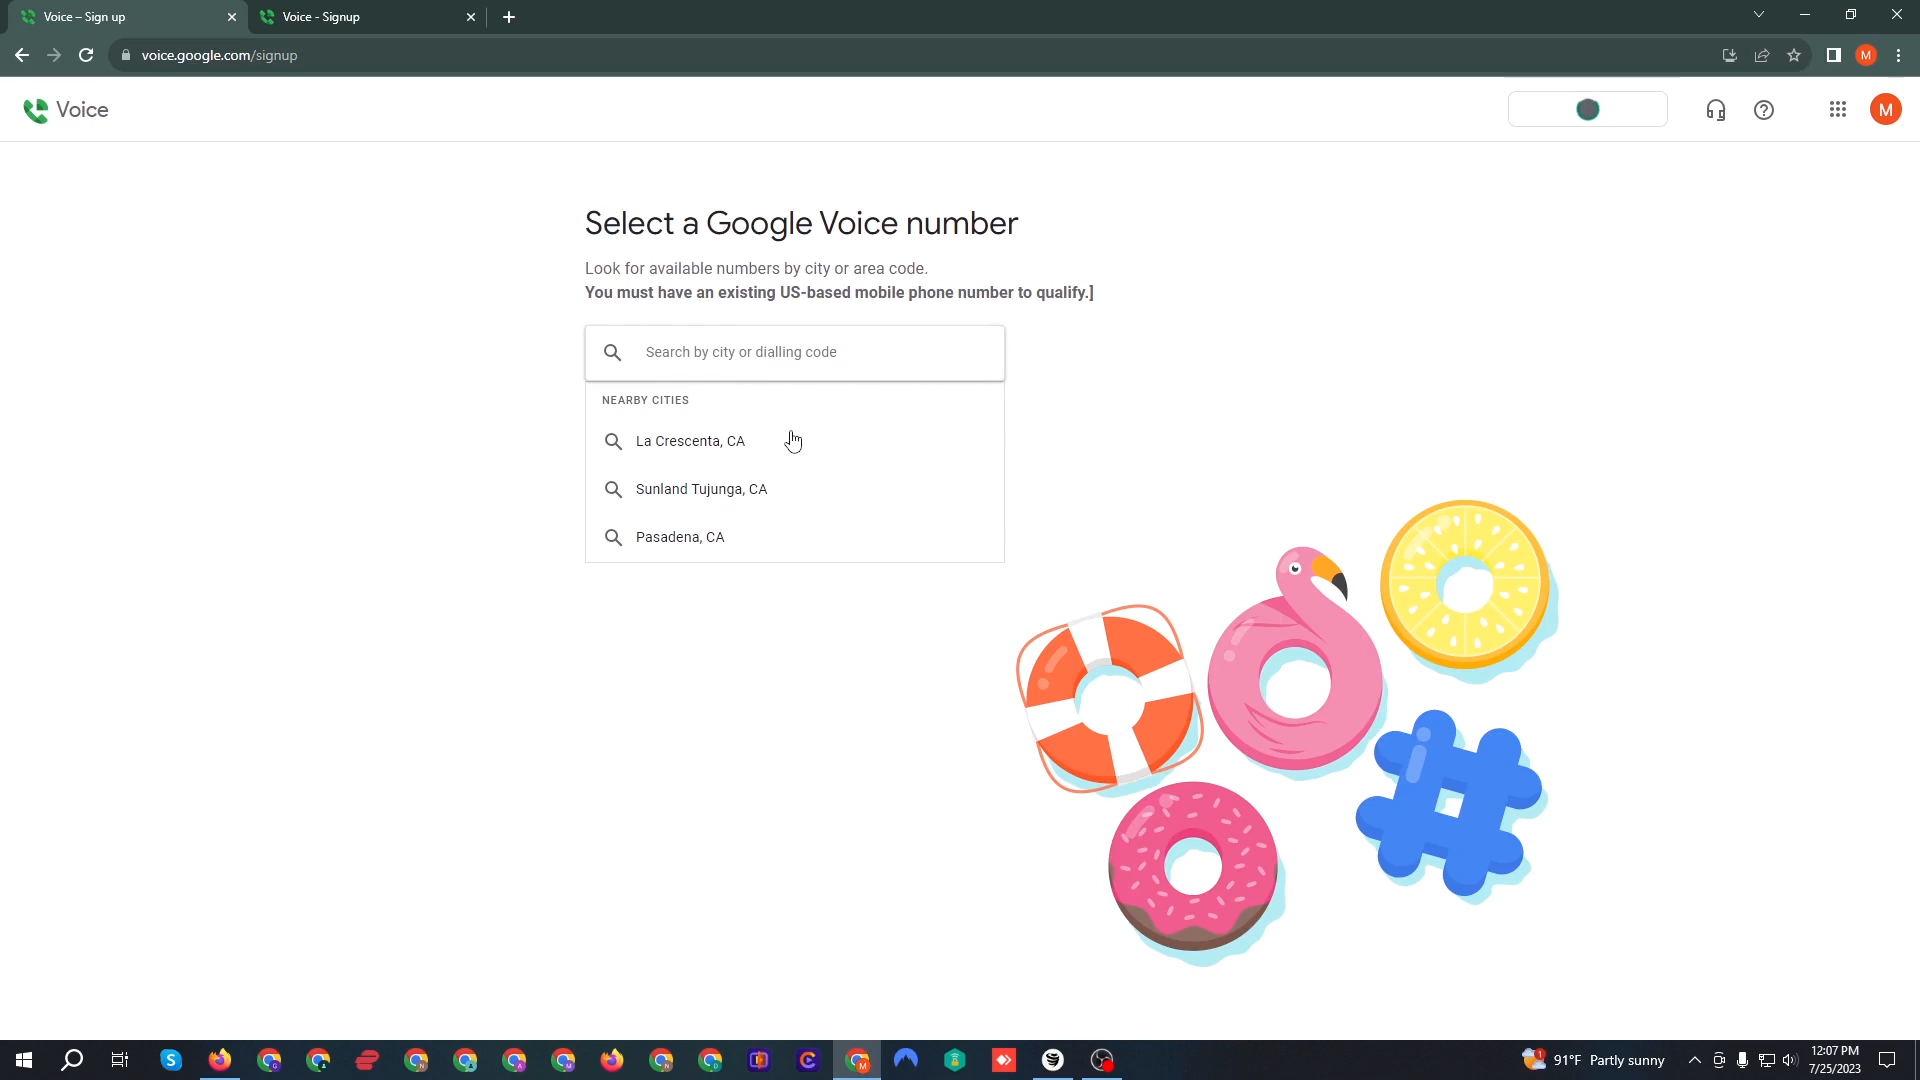 Voice – Sign up
Voice - Signup
voice.google.com/signup
M
Voice
M
Select a Google Voice number
Look for available numbers by city or area code.
You must have an existing US-based mobile phone number to qualify.]
Search by city or dialling code
NEARBY CITIES
La Crescenta, CA
Sunland Tujunga, CA
Pasadena, CA
91°F Partly sunny
12:07 PM
7/25/2023